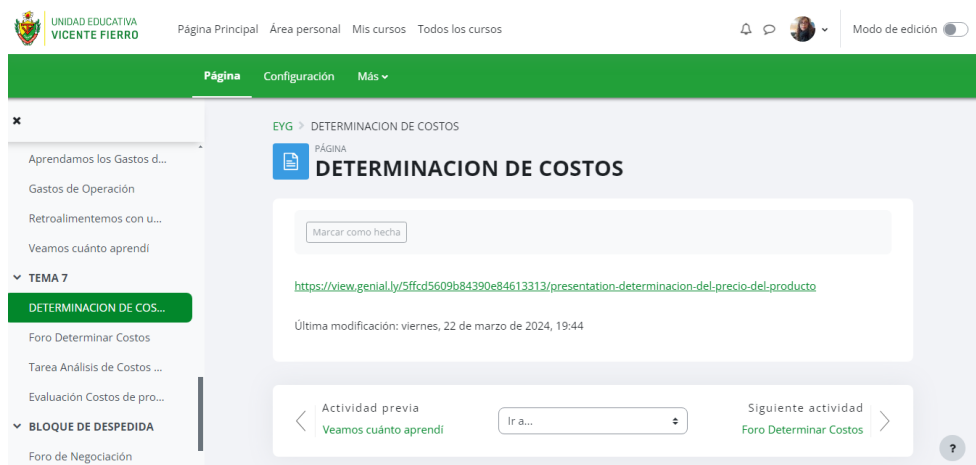 UNIDAD EDUCATIVA
VICENTE FIERRO
Página Principal Área personal Mis cursos Todos los cursos
Modo de edición
Página Configuración Más
EYG > DETERMINACION DE COSTOS
PÁGINA
DETERMINACION DE COSTOS
Aprendamos los Gastos d...
Gastos de Operación
Retroalimentemos con u...
Veamos cuánto aprendí
TEMA 7
DETERMINACION DE COS...
Foro Determinar Costos
Tarea Análisis de Costos ...
Evaluación Costos de pro...
BLOQUE DE DESPEDIDA
Foro de Negociación
Marcar como hecha
https://view.genial.ly/5ffcd5609b84390e84613313/presentation-determinacion-del-precio-del-producto
Última modificación: viernes, 22 de marzo de 2024, 19:44
Actividad previa
Veamos cuánto aprendí
Ir a...
Siguiente actividad
Foro Determinar Costos
?